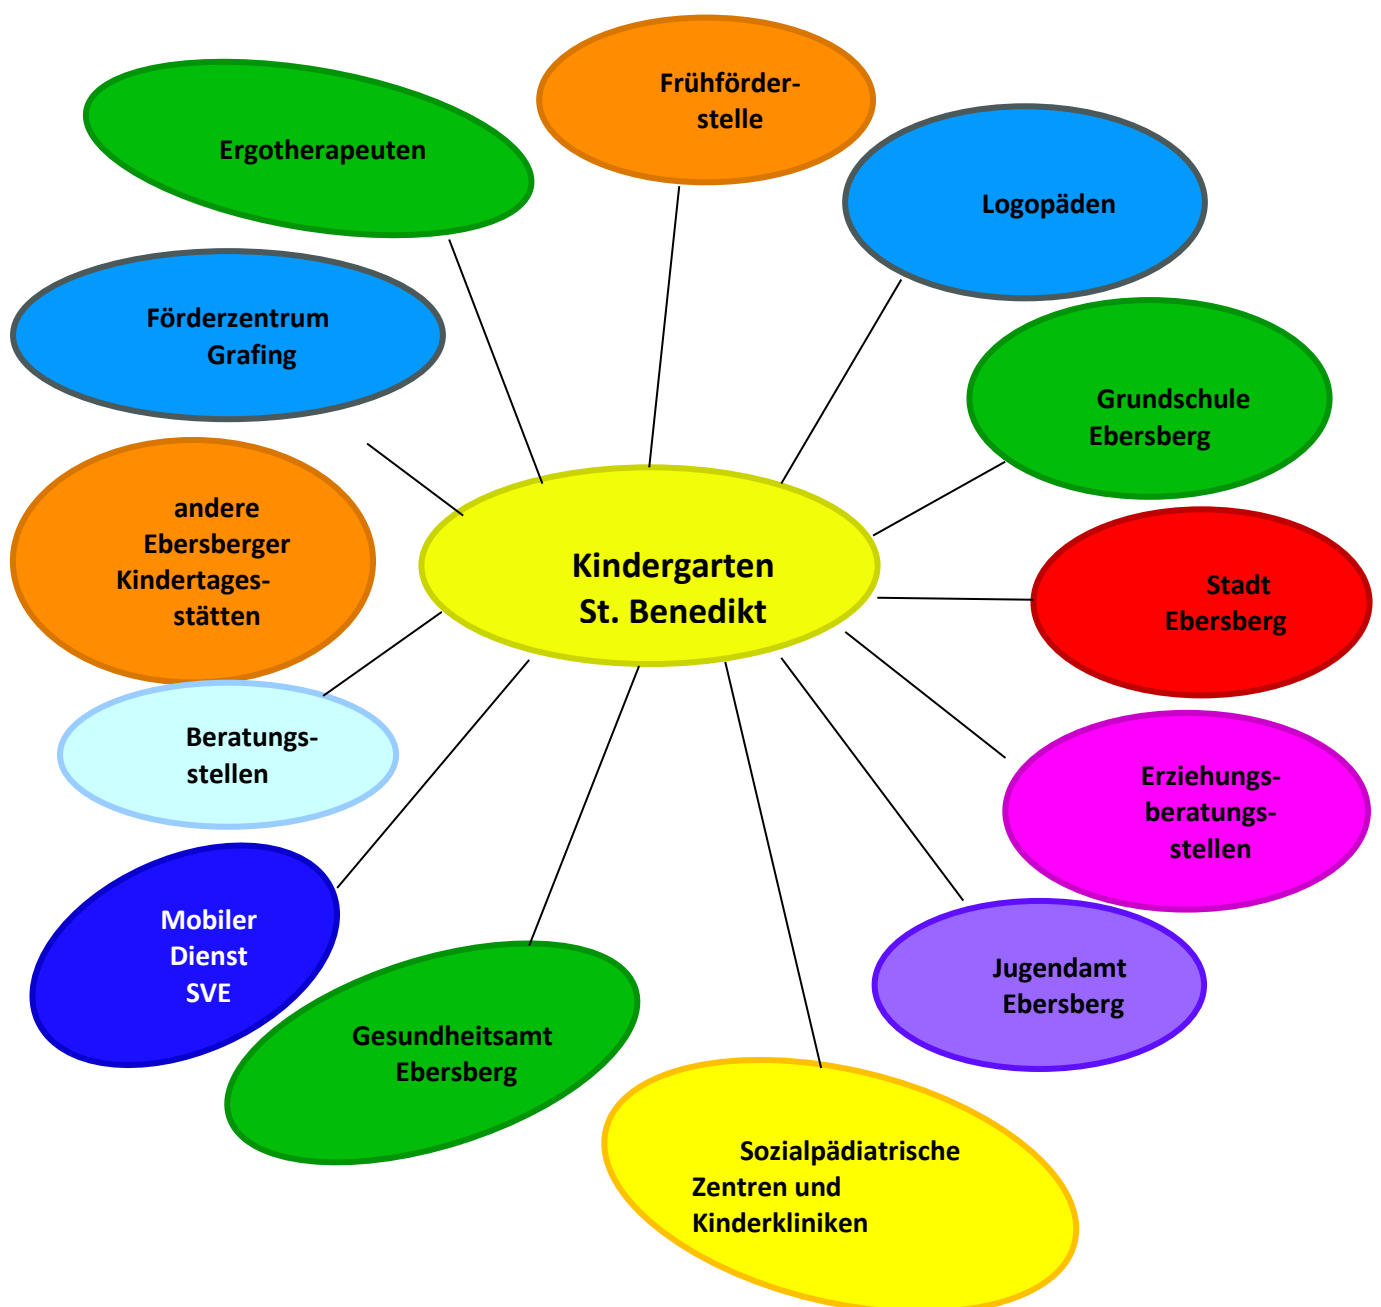 Frühförder-
stelle
Ergotherapeuten
Logopäden
Förderzentrum
Grafing
Grundschule
Ebersberg
andere
Ebersberger
Kindertages-
stätten
Kindergarten
St. Benedikt
Stadt
Ebersberg
Beratungs-
stellen
Erziehungs-
beratungs-
stellen
Mobiler
Dienst
SVE
Jugendamt
Ebersberg
Gesundheitsamt
Ebersberg
Sozialpädiatrische
Zentren und
Kinderkliniken